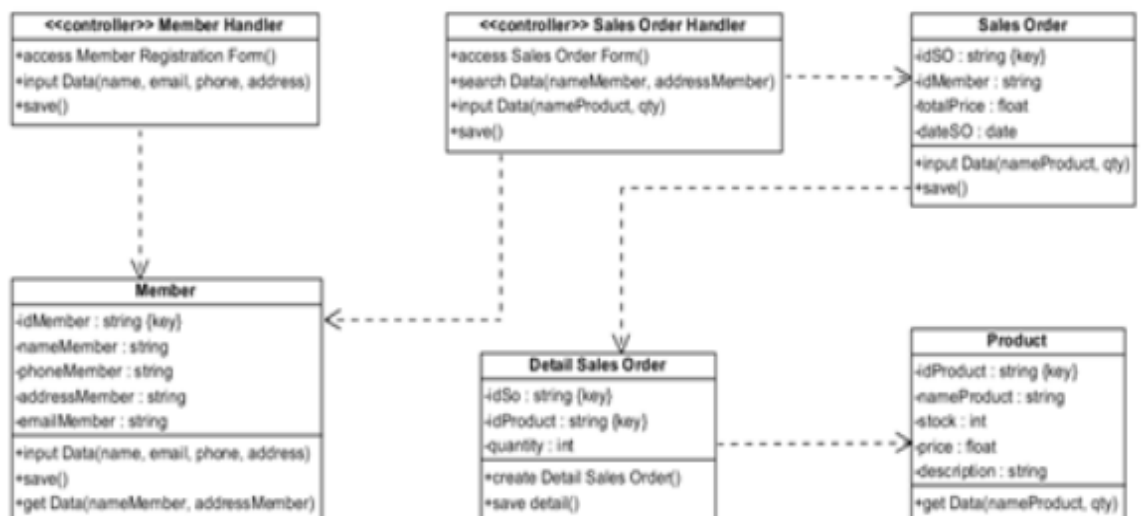 <<controller>> Member Handler
+access Member Registration Form()
+input Data(name, email, phone, address)
+save()
<<controller>> Sales Order Handler
+access Sales Order Form()
+search Data(nameMember, addressMember)
+input Data(nameProduct, qty)
+save()
Sales Order
-idSO : string {key}
-idMember : string
-totalPrice : float
-dateSO : date
+input Data(nameProduct, qty)
+save()
Member
-idMember : string {key}
-nameMember : string
-phoneMember : string
-addressMember : string
-emailMember : string
+input Data(name, email, phone, address)
+save()
+get Data(nameMember, addressMember)
Detail Sales Order
-idSo : string {key}
-idProduct : string {key}
-quantity : int
+create Detail Sales Order()
+save detail()
Product
-idProduct : string {key}
-nameProduct : string
-stock : int
-price : float
-description : string
+get Data(nameProduct, qty)